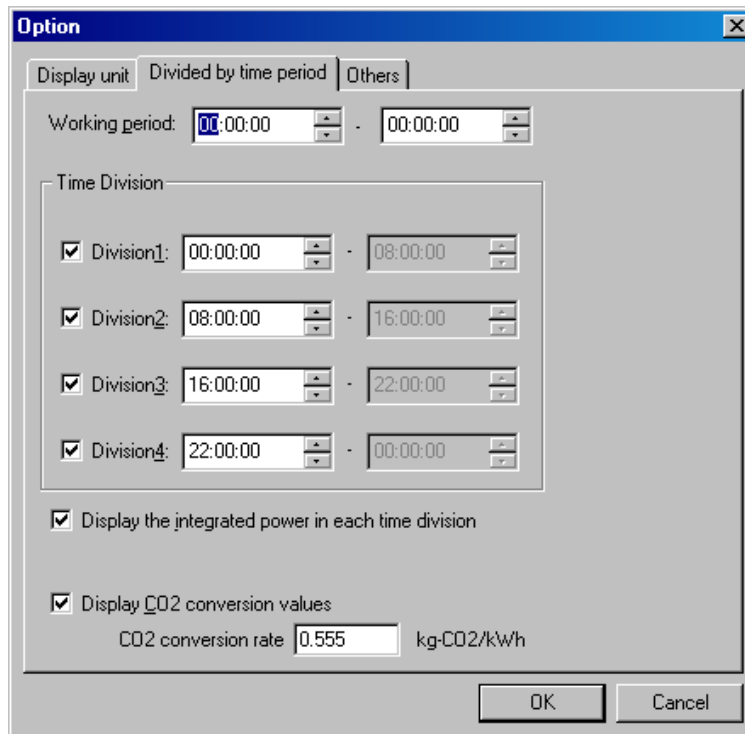 Option
Display unit Divided by time period Others
Working period: 00:00:00 - 00:00:00
Time Division
Division1: 00:00:00 - 08:00:00
Division2: 08:00:00 - 16:00:00
Division3: 16:00:00 - 22:00:00
Division4: 22:00:00 - 00:00:00
Display the integrated power in each time division
Display CO2 conversion values
CO2 conversion rate 0.555 kg-CO2/kWh
OK Cancel